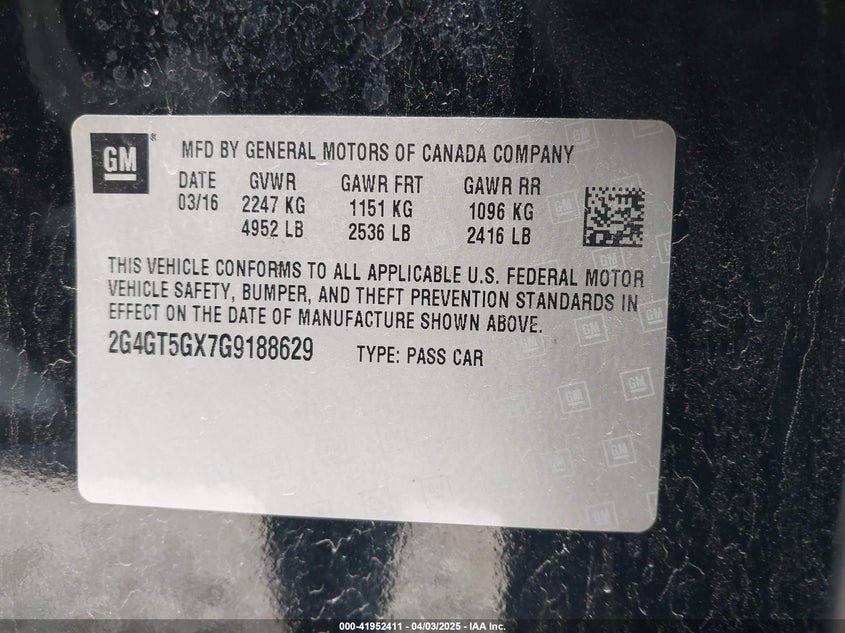 GM ® MFD BY GENERAL MOTORS OF CANADA COMPANY
DATE GVWR GAWR FRT GAWR RR
03/16 2247 KG 1151 KG 1096 KG
4952 LB 2536 LB 2416 LB
THIS VEHICLE CONFORMS TO ALL APPLICABLE U.S. FEDERAL MOTOR
VEHICLE SAFETY, BUMPER, AND THEFT PREVENTION STANDARDS IN
EFFECT ON THE DATE OF MANUFACTURE SHOWN ABOVE.
2G4GT5GX7G9188629 TYPE: PASS CAR
000-41952411 - 04/03/2025 - IAA Inc.